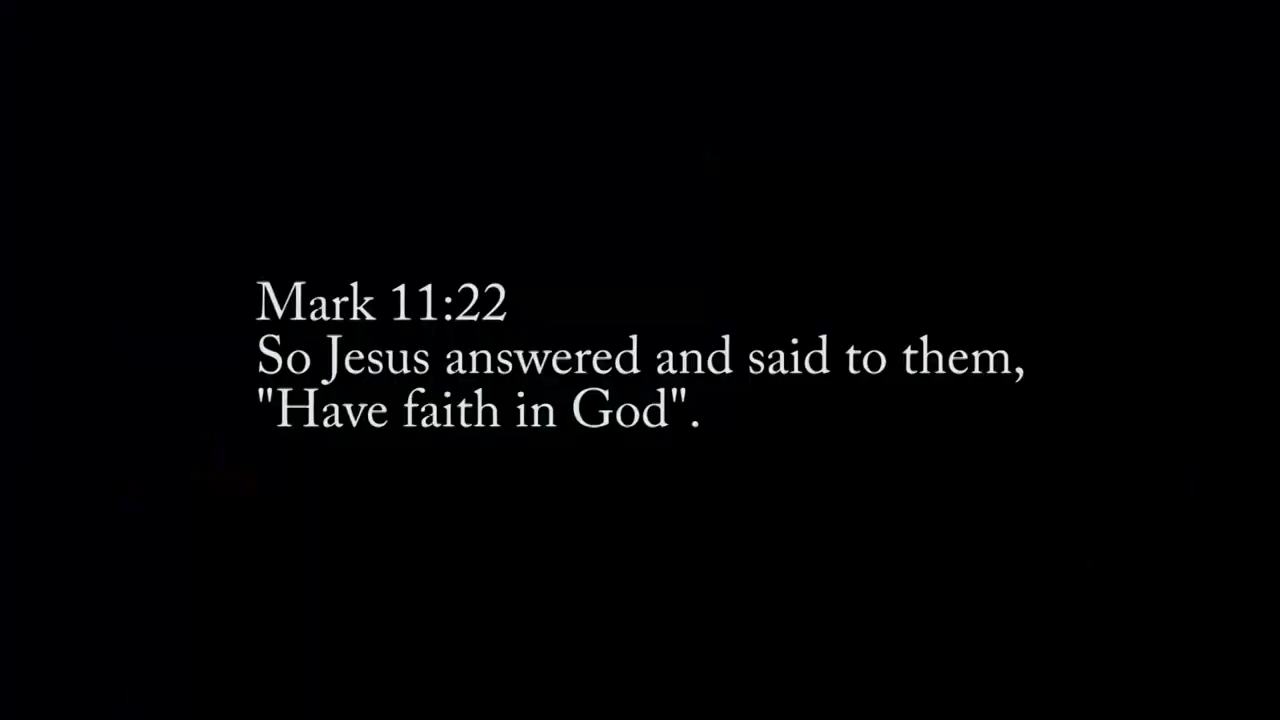 Mark 11:22
So Jesus answered and said to them,
"Have faith in God".